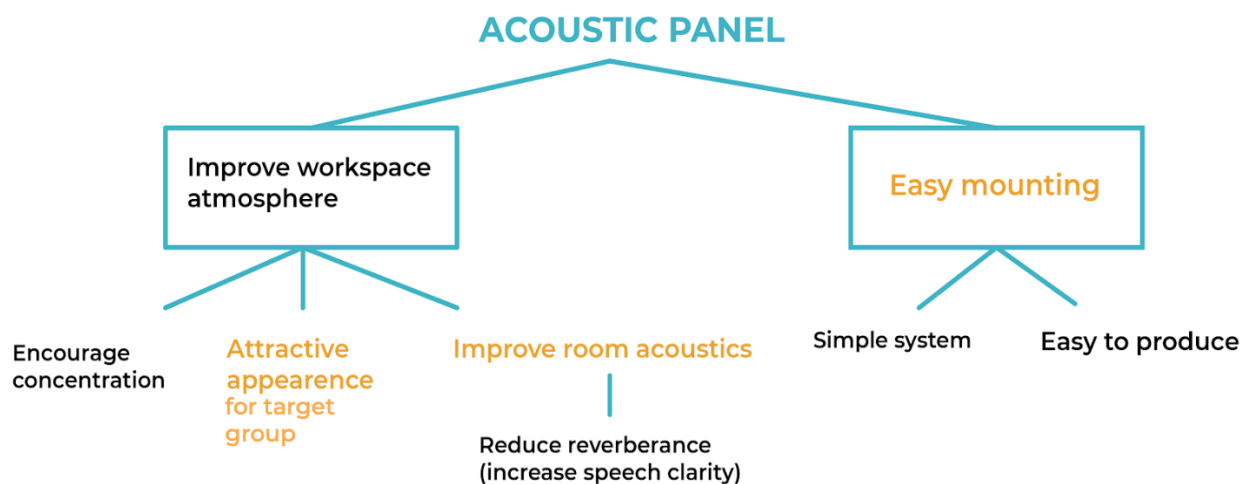 ACOUSTIC PANEL
Improve workspace
atmosphere
Easy mounting
Encourage
concentration
Attractive
appearence
for target
group
Improve room acoustics
Reduce reverberance
(increase speech clarity)
Simple system
Easy to produce